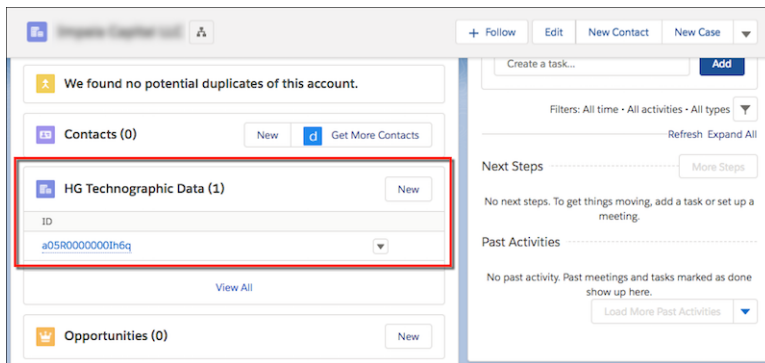 + Follow
Edit
New Contact
New Case
We found no potential duplicates of this account.
Contacts (0)
New
d Get More Contacts
HG Technographic Data (1)
New
ID
a05R0000000Ih6q
View All
Opportunities (0)
New
Create a task...
Add
Filters: All time · All activities · All types
Refresh Expand All
Next Steps
More Steps
No next steps. To get things moving, add a task or set up a
meeting.
Past Activities
No past activity. Past meetings and tasks marked as done
show up here.
Load More Past Activities